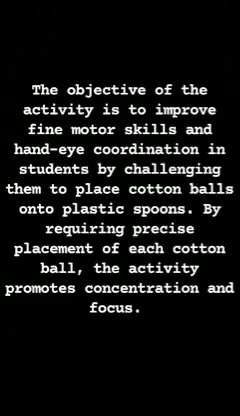 The objective of the
activity is to improve
fine motor skills and
hand-eye coordination in
students by challenging
them to place cotton balls
onto plastic spoons. By
requiring precise
placement of each cotton
ball, the activity
promotes concentration and
focus.